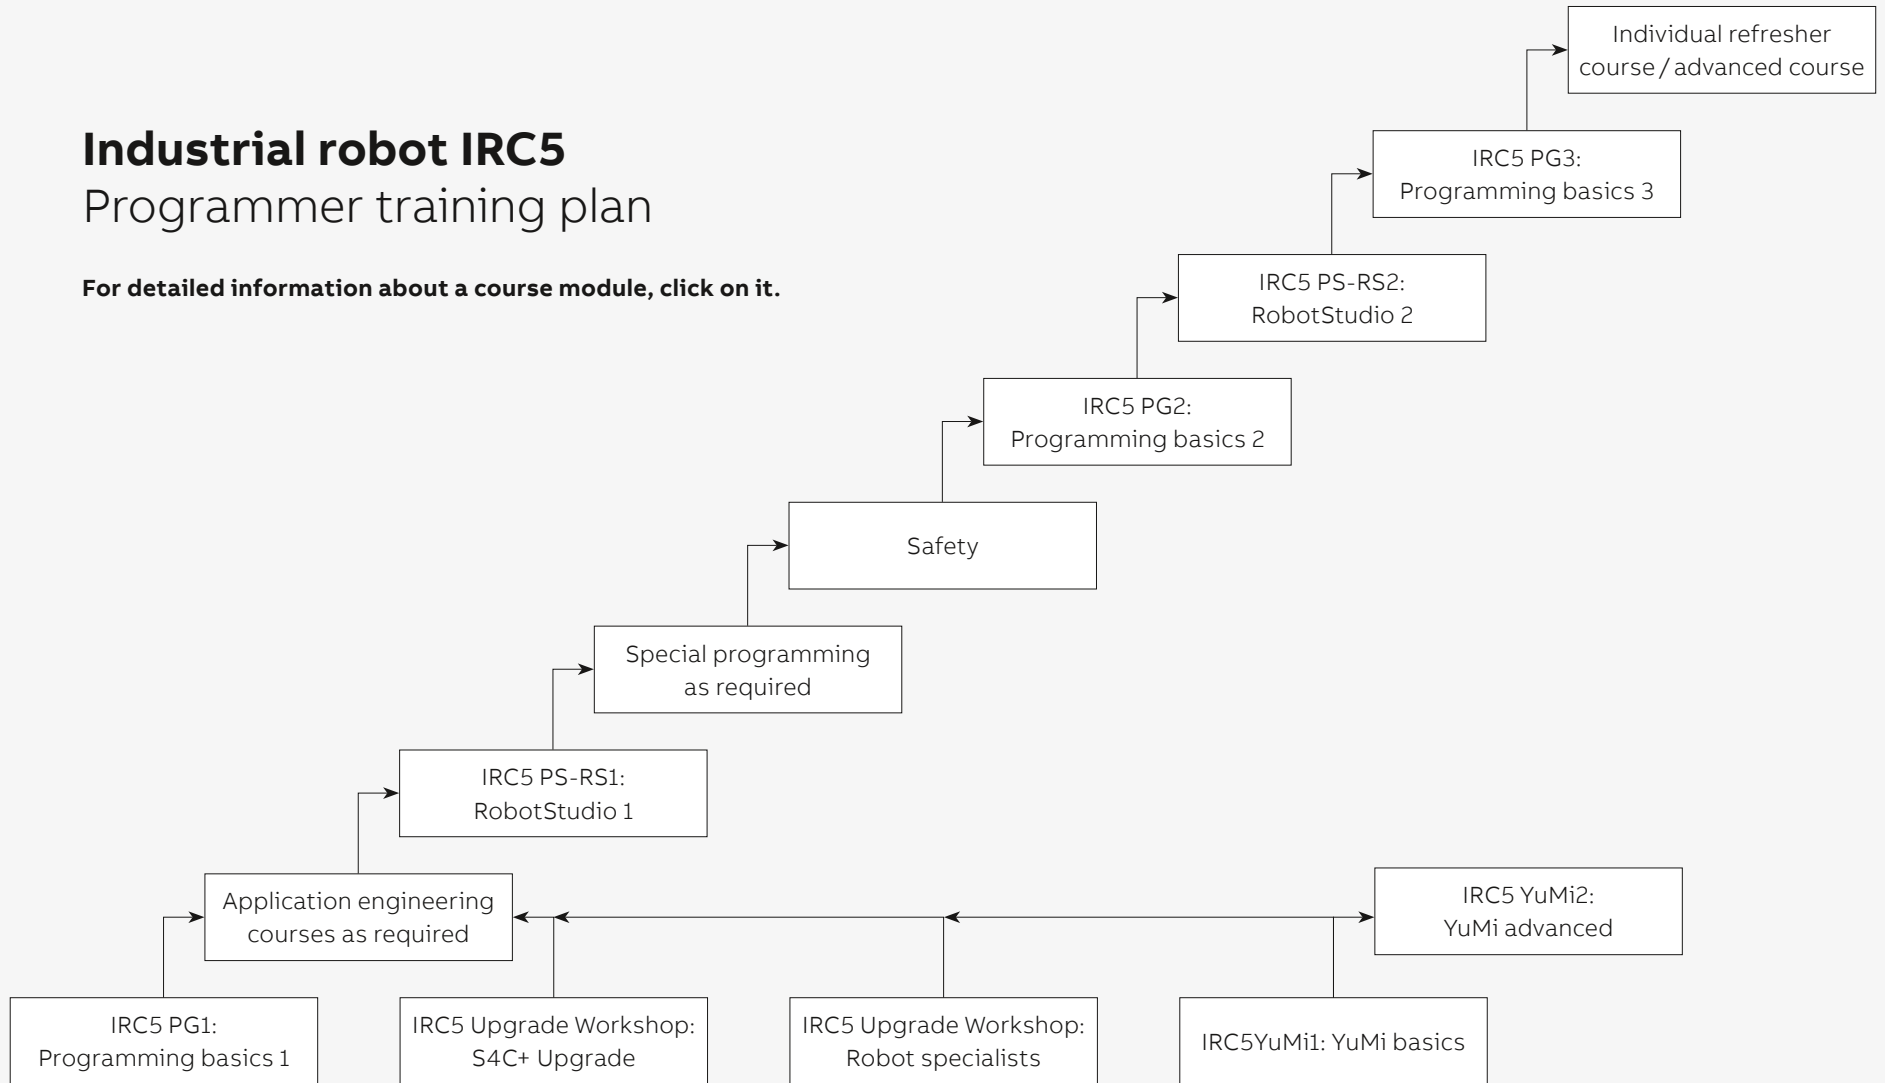 Individual refresher
course / advanced course
Industrial robot IRC5
Programmer training plan
IRC5 PG3:
Programming basics 3
For detailed information about a course module, click on it.
IRC5 PS-RS2:
RobotStudio 2
IRC5 PG2:
Programming basics 2
Safety
Special programming
as required
IRC5 PS-RS1:
RobotStudio 1
Application engineering
courses as required
IRC5 YuMi2:
YuMi advanced
IRC5 PG1:
Programming basics 1
IRC5 Upgrade Workshop:
S4C+ Upgrade
IRC5 Upgrade Workshop:
Robot specialists
IRC5YuMi1: YuMi basics